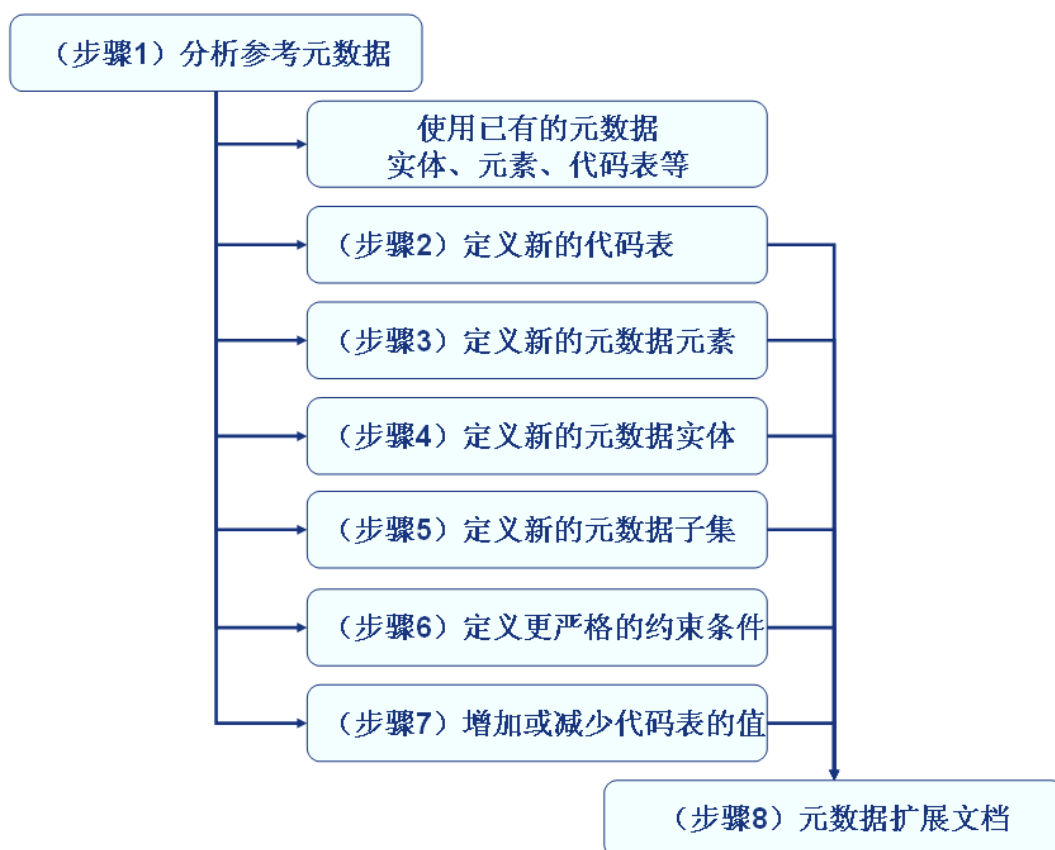 （步骤1）分析参考元数据
使用已有的元数据
实体、元素、代码表等
（步骤2）定义新的代码表
（步骤3）定义新的元数据元素
（步骤4）定义新的元数据实体
（步骤5）定义新的元数据子集
（步骤6）定义更严格的约束条件
（步骤7）增加或减少代码表的值
（步骤8）元数据扩展文档